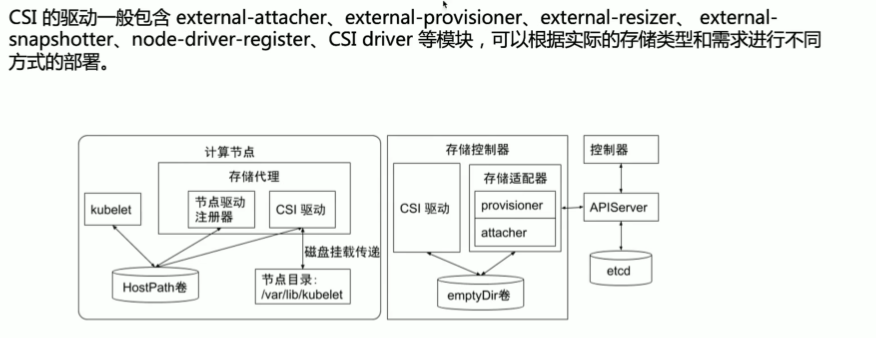 CSI 的驱动一般包含 external-attacher、external-provisioner、external-resizer、 external-
snapshotter、node-driver-register、CSI driver 等模块，可以根据实际的存储类型和需求进行不同
方式的部署。
计算节点
存储代理
kubelet
节点驱动
注册器
CSI 驱动
磁盘挂载传递
HostPath卷
节点目录：
/var/lib/kubelet
存储控制器
CSI 驱动
存储适配器
provisioner
attacher
emptyDir卷
控制器
APIServer
etcd